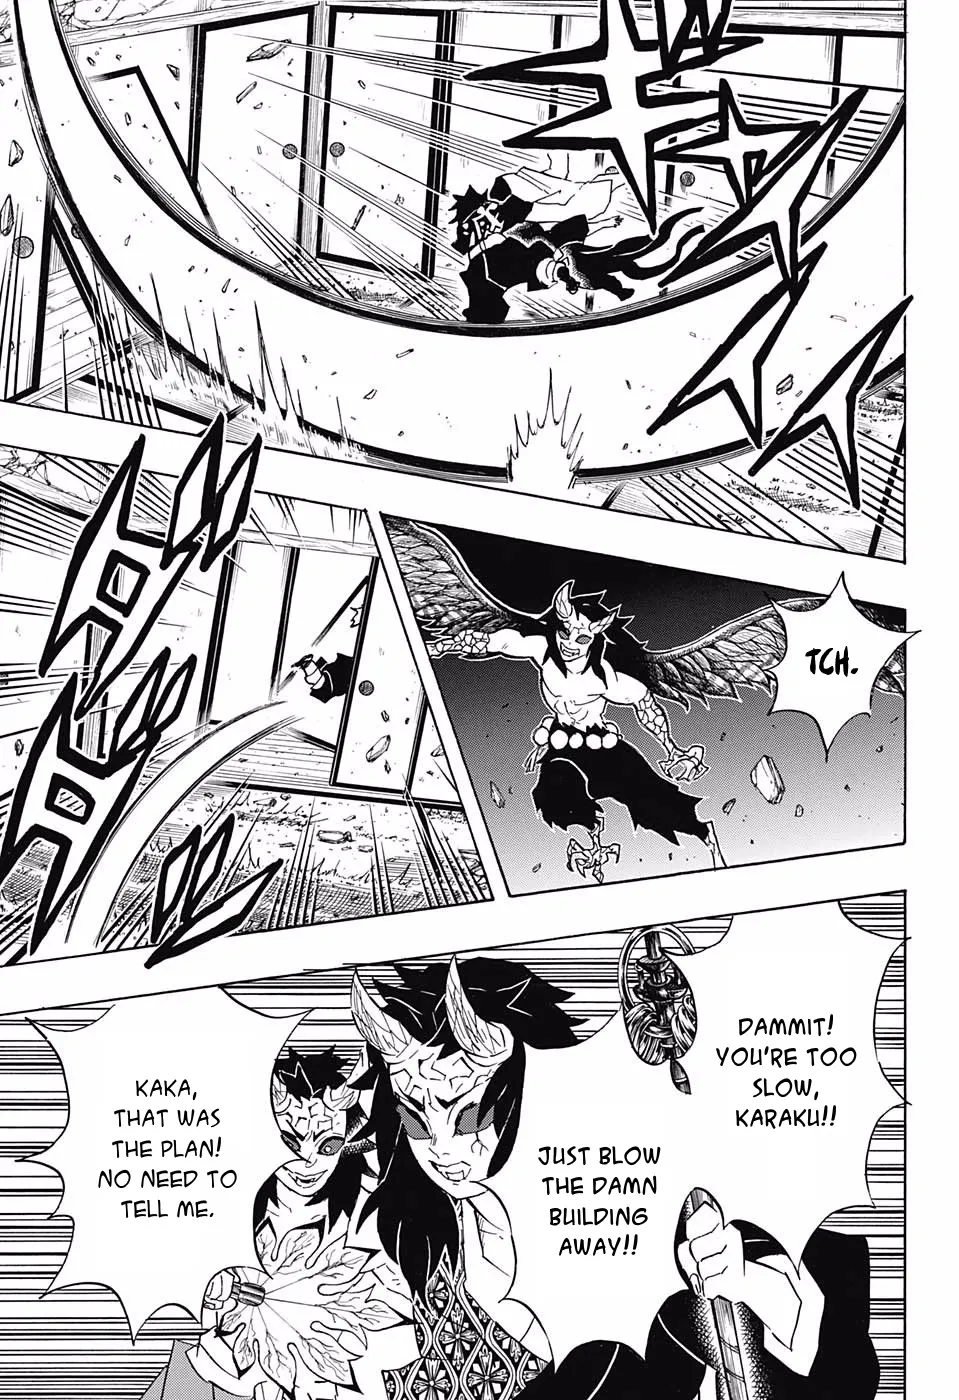 TCH.
DAMMIT!
YOU'RE TOO
SLOW,
KARAKU!!
JUST BLOW
THE DAMN
BUILDING
AWAY!!
KAKA,
THAT WAS
THE PLAN!
NO NEED TO
TELL ME.